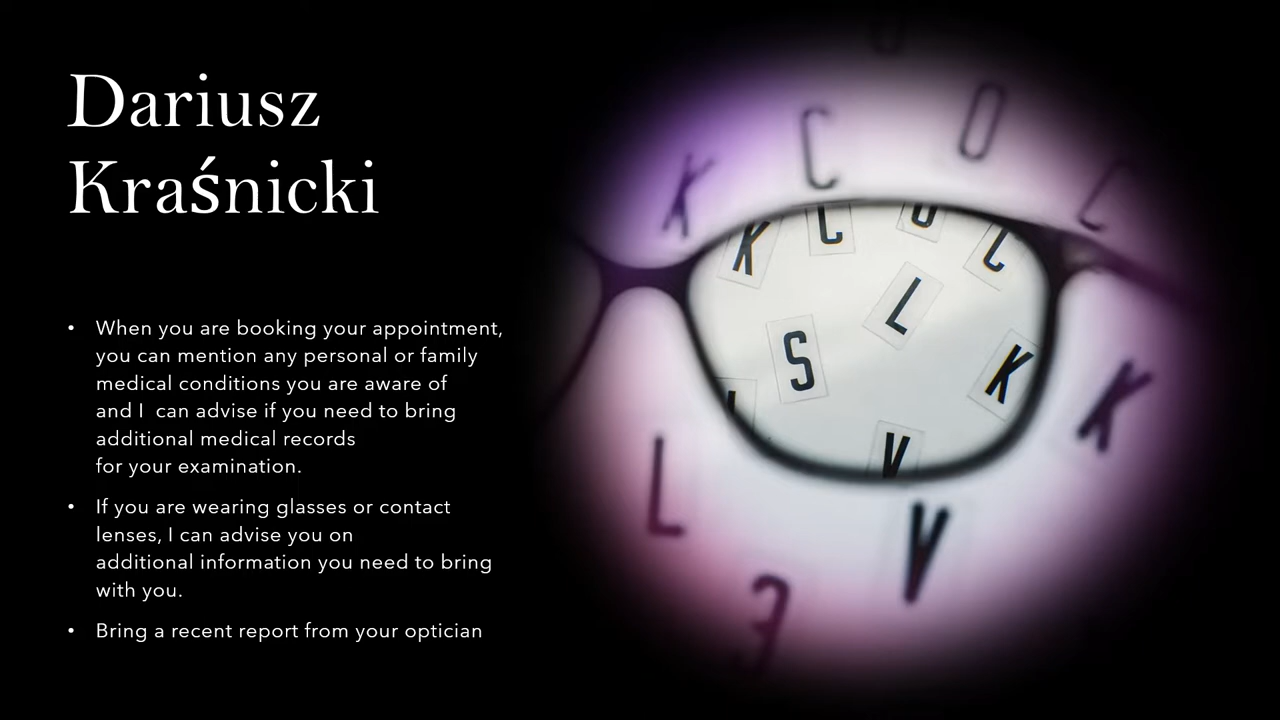 Dariusz
Kraśnicki
• When you are booking your appointment,
you can mention any personal or family
medical conditions you are aware of
and I  can advise if you need to bring
additional medical records
for your examination.
• If you are wearing glasses or contact
lenses, I can advise you on
additional information you need to bring
with you.
• Bring a recent report from your optician
O
O
C
K
C
K
C
O
C
L
S
K
K
L
V
V